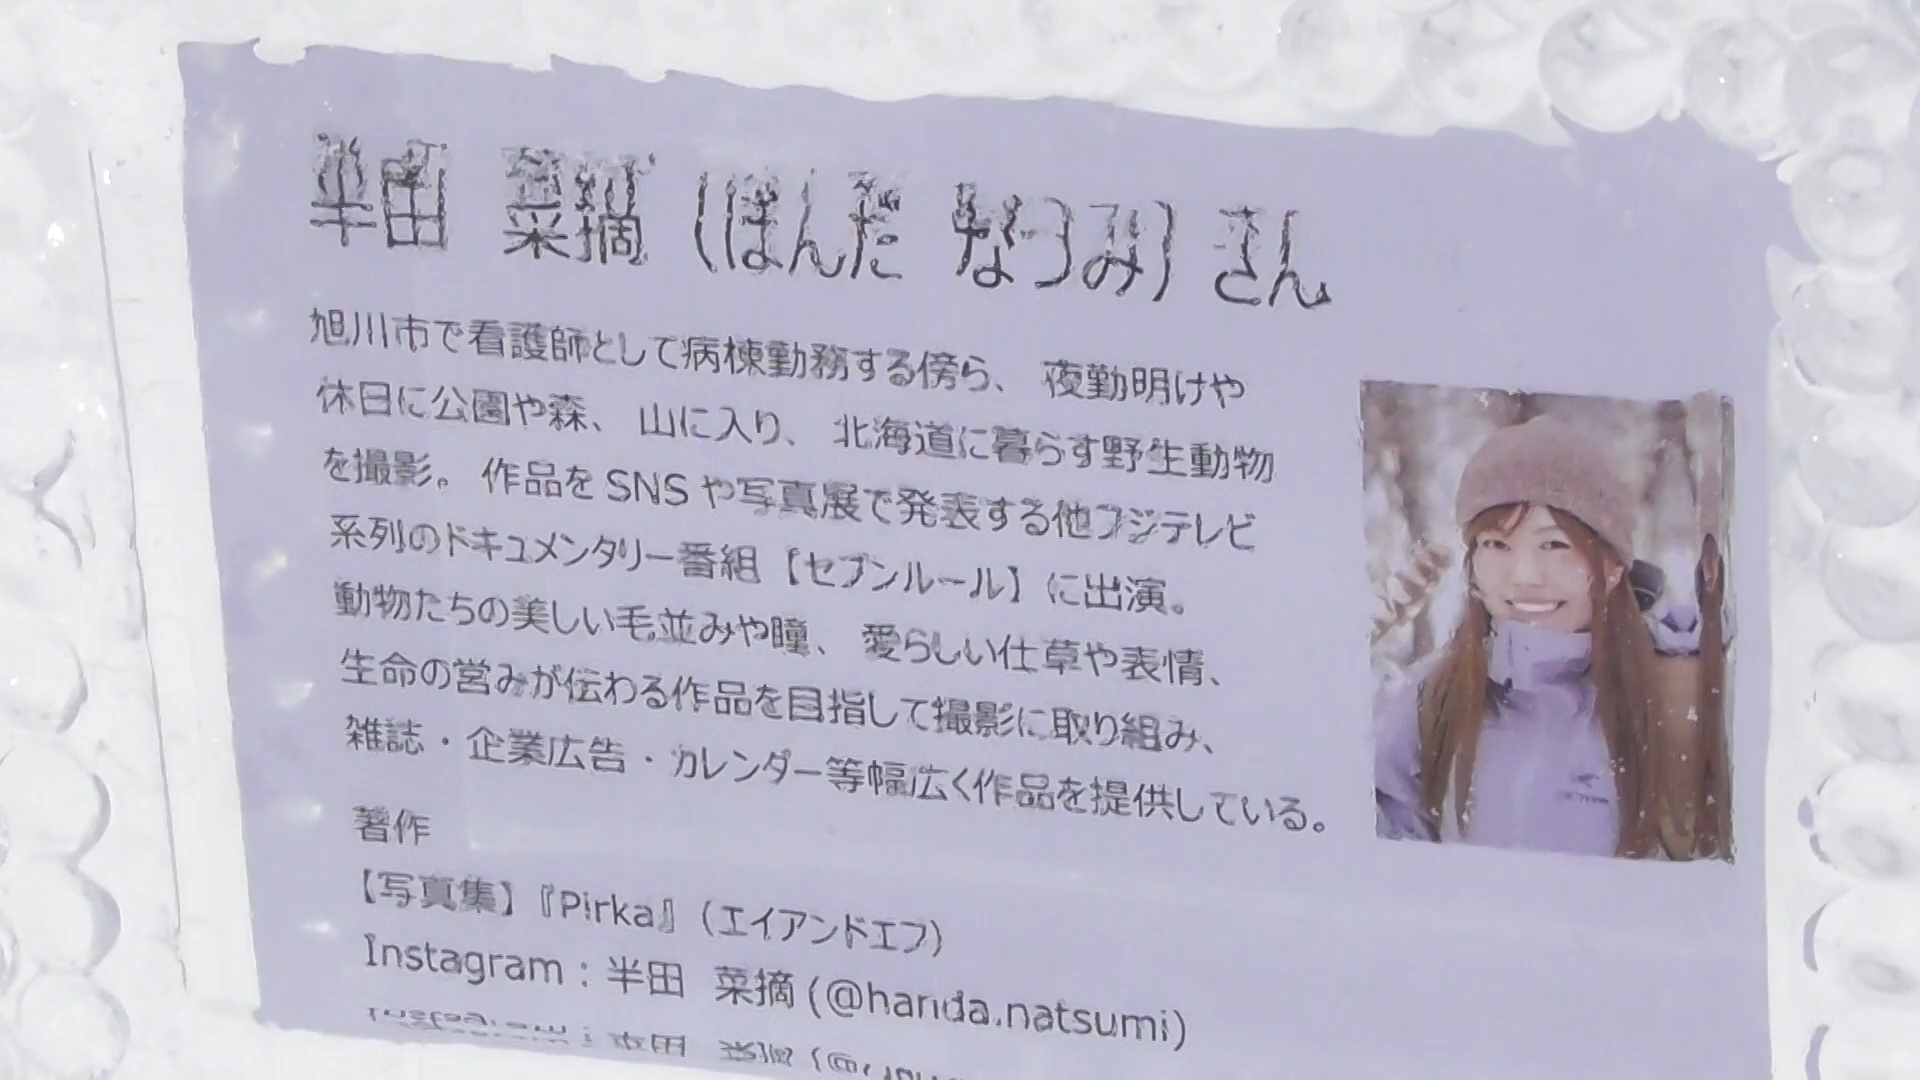 半田 菜摘 (はんだ なつみ) さん
旭川市で看護師として病棟勤務する傍ら、夜勤明けや
休日に公園や森、山に入り、北海道に暮らす野生動物
を撮影。作品をSNSや写真展で発表する他フジテレビ
系列のドキュメンタリー番組【セブンルール】に出演。
動物たちの美しい毛並みや瞳、愛らしい仕草や表情、
生命の営みが伝わる作品を目指して撮影に取り組み、
雑誌・企業広告・カレンダー等幅広く作品を提供している。
著作
【写真集】『Pirka』(エイアンドエフ)
Instagram:半田 菜摘(@handa.natsumi)